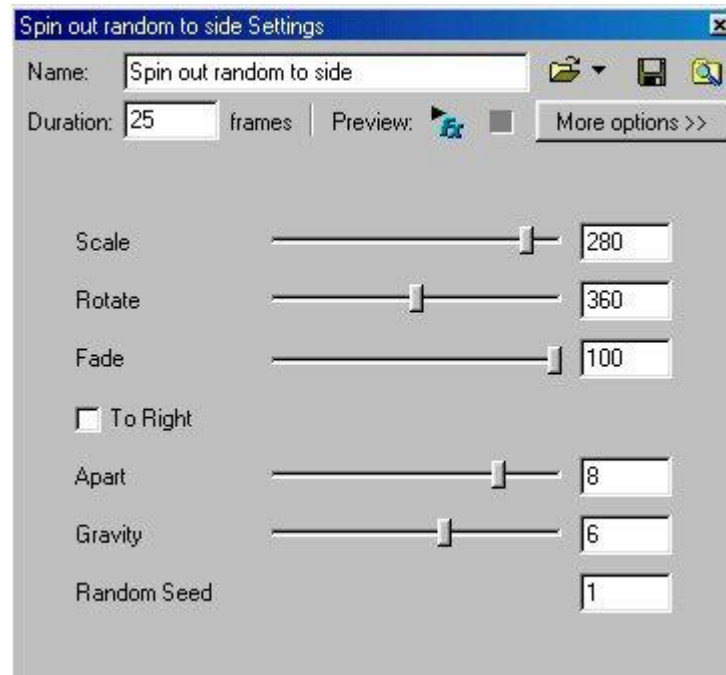 Spin out random to side Settings
Name: Spin out random to side
Duration: 25 frames Preview: fx More options >>
Scale 280
Rotate 360
Fade 100
To Right
Apart 8
Gravity 6
Random Seed 1